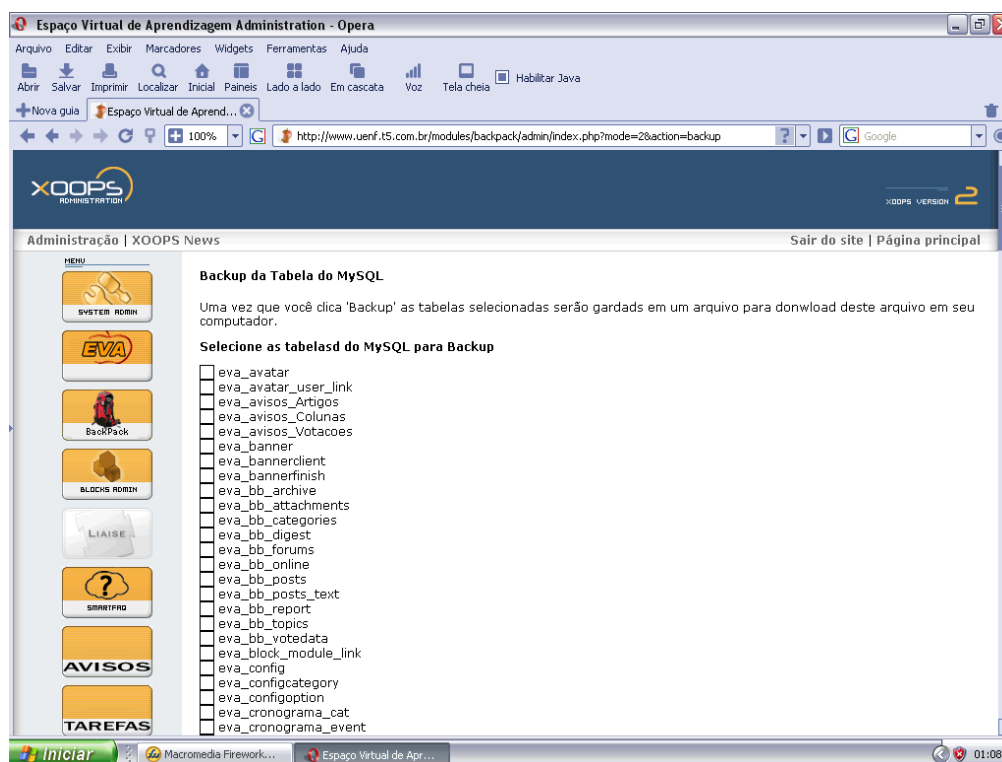 Espaço Virtual de Aprendizagem Administration - Opera
Arquivo Editar Exibir Marcadores Widgets Ferramentas Ajuda
Abrir Salvar Imprimir Localizar Inicial Paineis Lado a lado Em cascata Voz Tela cheia Habilitar Java
Nova guia Espaço Virtual de Aprend...
100% http://www.uenf.t5.com.br/modules/backpack/admin/index.php?mode=2&action=backup ? G Google
XOOPS
ADMINISTRATION
XOOPS VERSION 2
Administração | XOOPS News Sair do site | Página principal
MENU
SYSTEM ADMIN
EVA
BackPack
BLOCKS ADMIN
LIAISE
?
SMARTFAQ
AVISOS
TAREFAS
Backup da Tabela do MySQL
Uma vez que você clica 'Backup' as tabelas selecionadas serão gardads em um arquivo para donwload deste arquivo em seu
computador.
Selecione as tabelasd do MySQL para Backup
eva_avatar
eva_avatar_user_link
eva_avisos_Artigos
eva_avisos_Colunas
eva_avisos_Votacoes
eva_banner
eva_bannerclient
eva_bannerfinish
eva_bb_archive
eva_bb_attachments
eva_bb_categories
eva_bb_digest
eva_bb_forums
eva_bb_online
eva_bb_posts
eva_bb_posts_text
eva_bb_report
eva_bb_topics
eva_bb_votedata
eva_block_module_link
eva_config
eva_configcategory
eva_configoption
eva_cronograma_cat
eva_cronograma_event
Iniciar Macromedia Firework... Espaço Virtual de Apr... 01:08